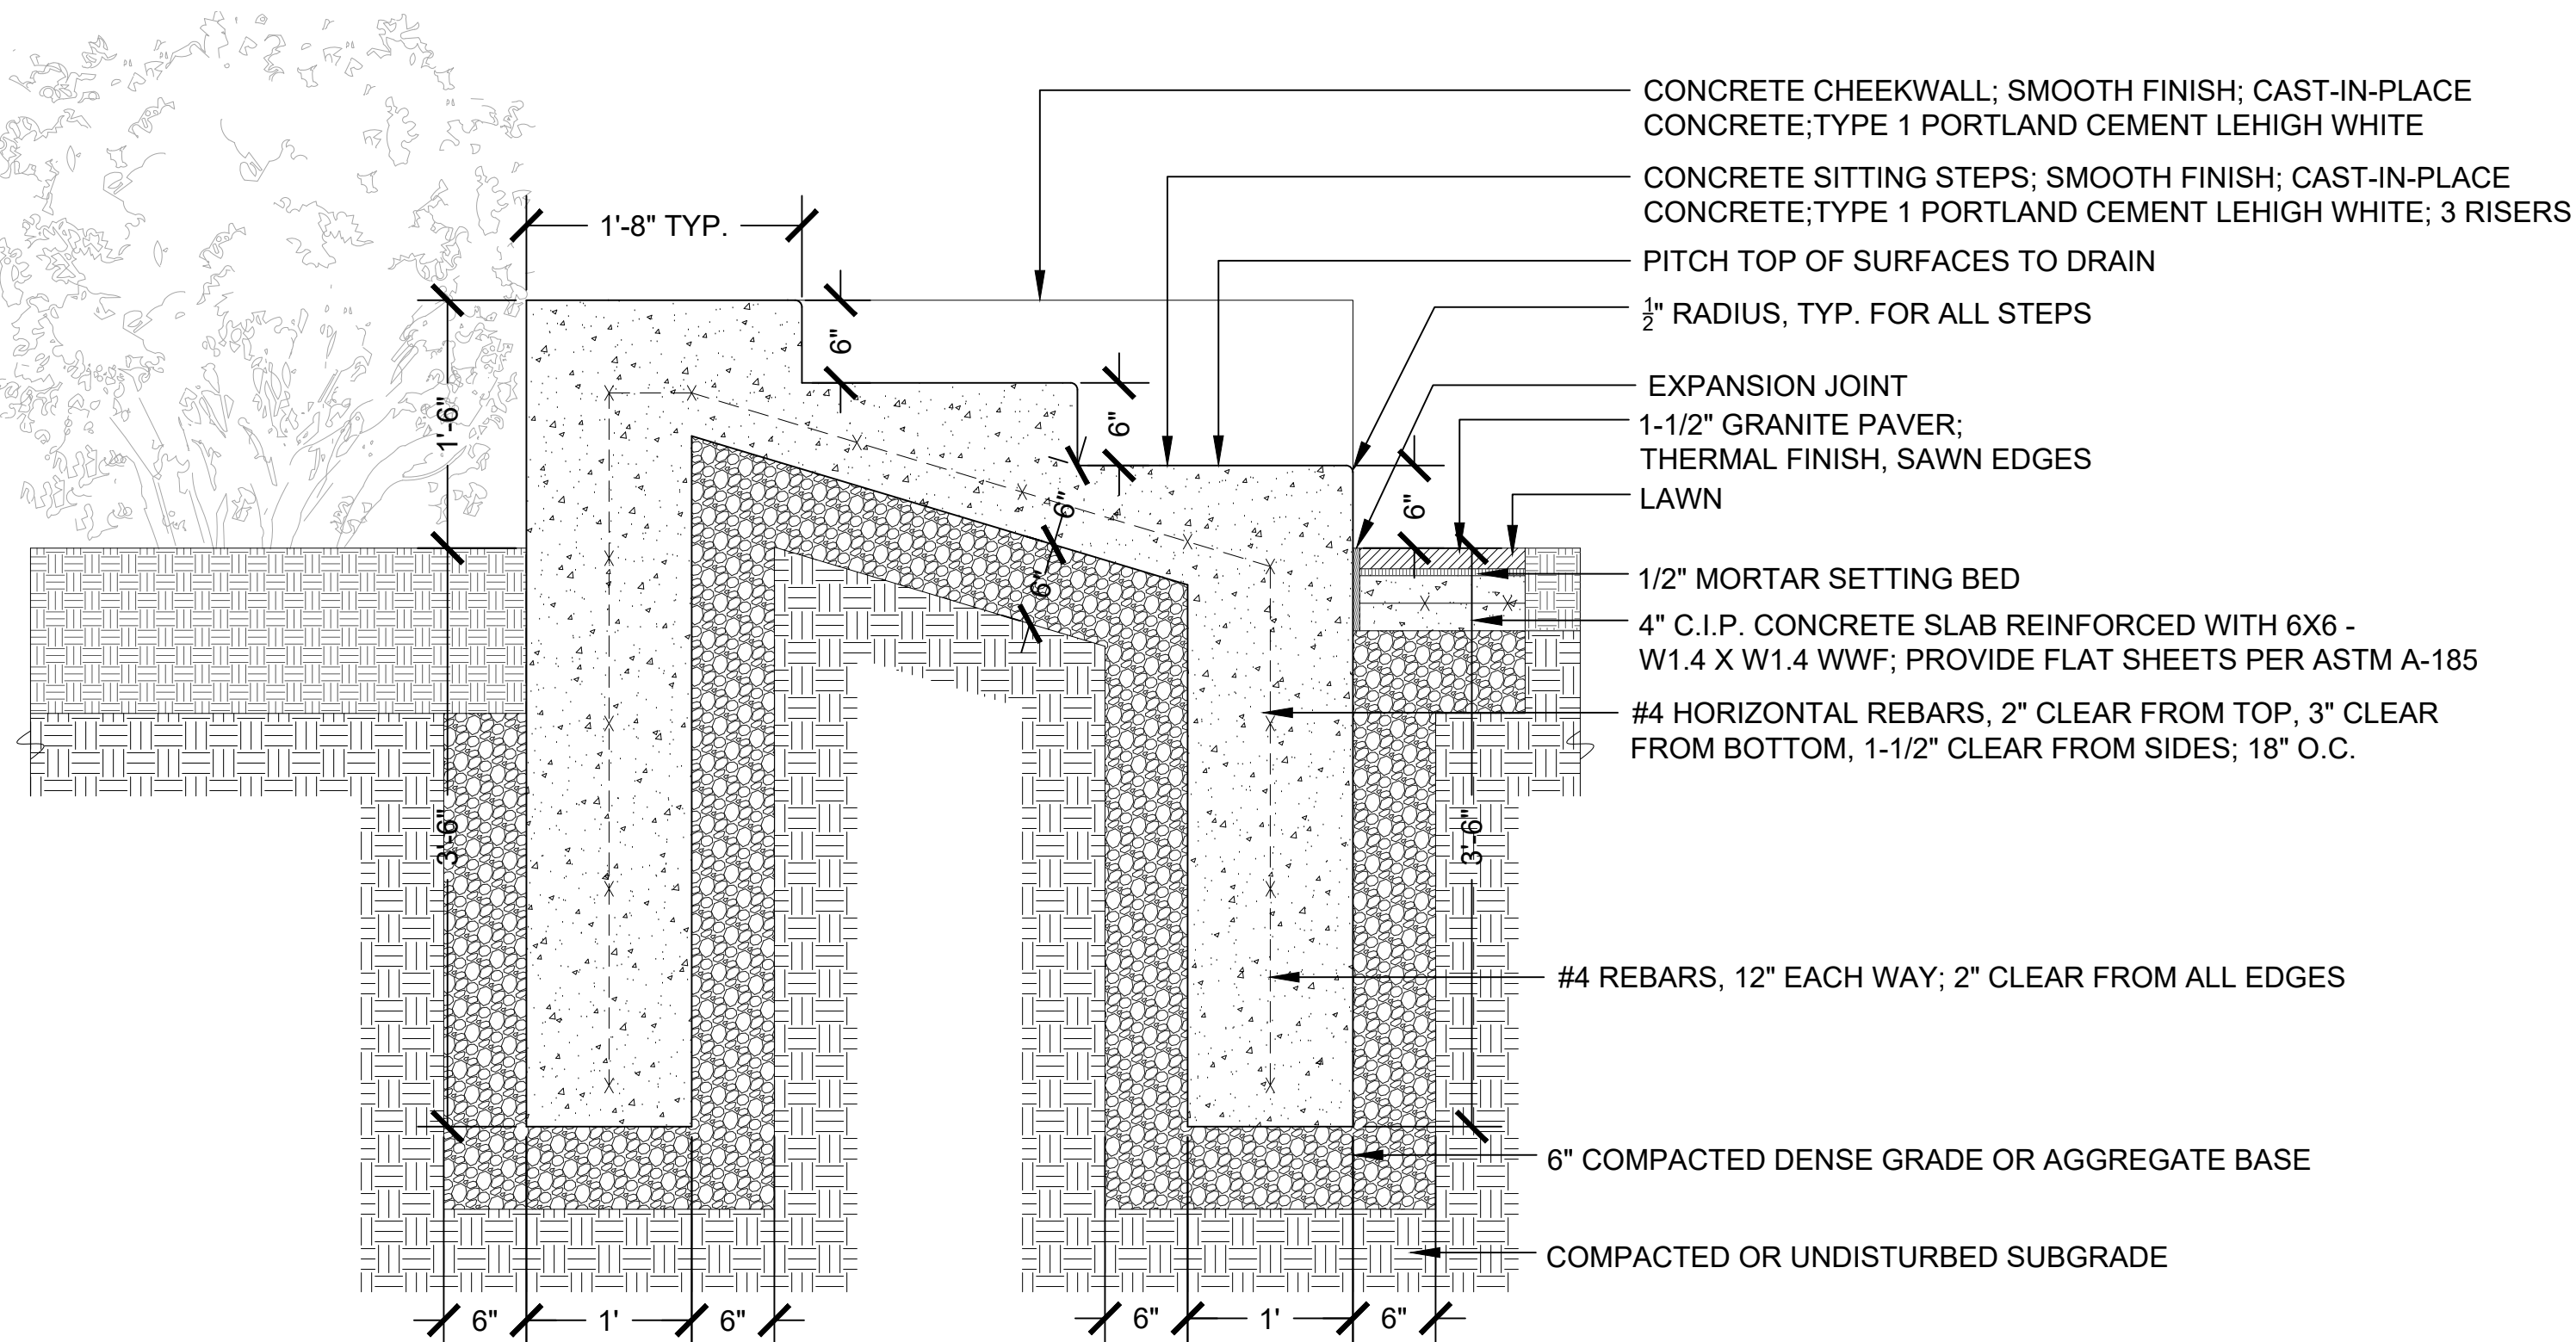 CONCRETE CHEEKWALL; SMOOTH FINISH; CAST-IN-PLACE
CONCRETE;TYPE 1 PORTLAND CEMENT LEHIGH WHITE
CONCRETE SITTING STEPS; SMOOTH FINISH; CAST-IN-PLACE
CONCRETE;TYPE 1 PORTLAND CEMENT LEHIGH WHITE; 3 RISERS
1'-8" TYP.
PITCH TOP OF SURFACES TO DRAIN
½" RADIUS, TYP. FOR ALL STEPS
6"
EXPANSION JOINT
1'-6"
6"
1-1/2" GRANITE PAVER;
THERMAL FINISH, SAWN EDGES
LAWN
6"
6"
6"
1/2" MORTAR SETTING BED
4" C.I.P. CONCRETE SLAB REINFORCED WITH 6X6 -
W1.4 X W1.4 WWF; PROVIDE FLAT SHEETS PER ASTM A-185
#4 HORIZONTAL REBARS, 2" CLEAR FROM TOP, 3" CLEAR
FROM BOTTOM, 1-1/2" CLEAR FROM SIDES; 18" O.C.
3'-6"
3'-6"
#4 REBARS, 12" EACH WAY; 2" CLEAR FROM ALL EDGES
6" COMPACTED DENSE GRADE OR AGGREGATE BASE
COMPACTED OR UNDISTURBED SUBGRADE
6"
1'
6"
6"
1'
6"